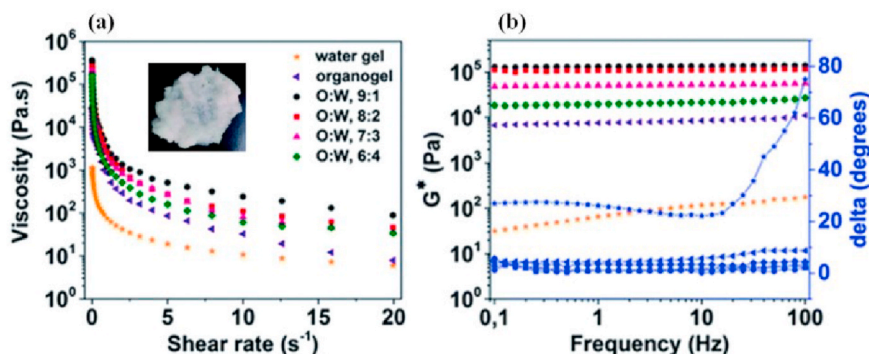 (a)
Viscosity (Pa.s)
10⁶
10⁵
10⁴
10³
10²
10¹
10⁰
water gel
organogel
O:W, 9:1
O:W, 8:2
O:W, 7:3
O:W, 6:4
0 5 10 15 20
Shear rate (s⁻¹)
(b)
G* (Pa)
10⁵
10⁴
10³
10²
10¹
10⁰
80
60
40
20
0
delta (degrees)
0,1 1 10 100
Frequency (Hz)